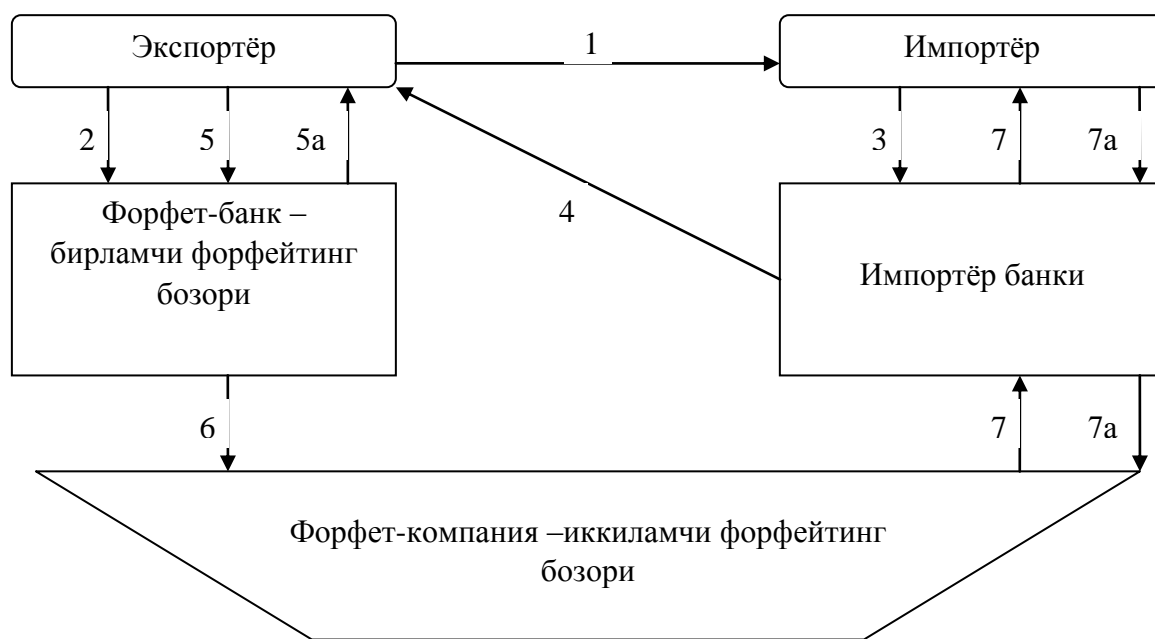 Экспортёр
1
Импортёр
2
5
5а
3
7
7а
4
Форфет-банк –
бирламчи форфейтинг
бозори
Импортёр банки
6
7
7а
Форфет-компания –иккиламчи форфейтинг
бозори